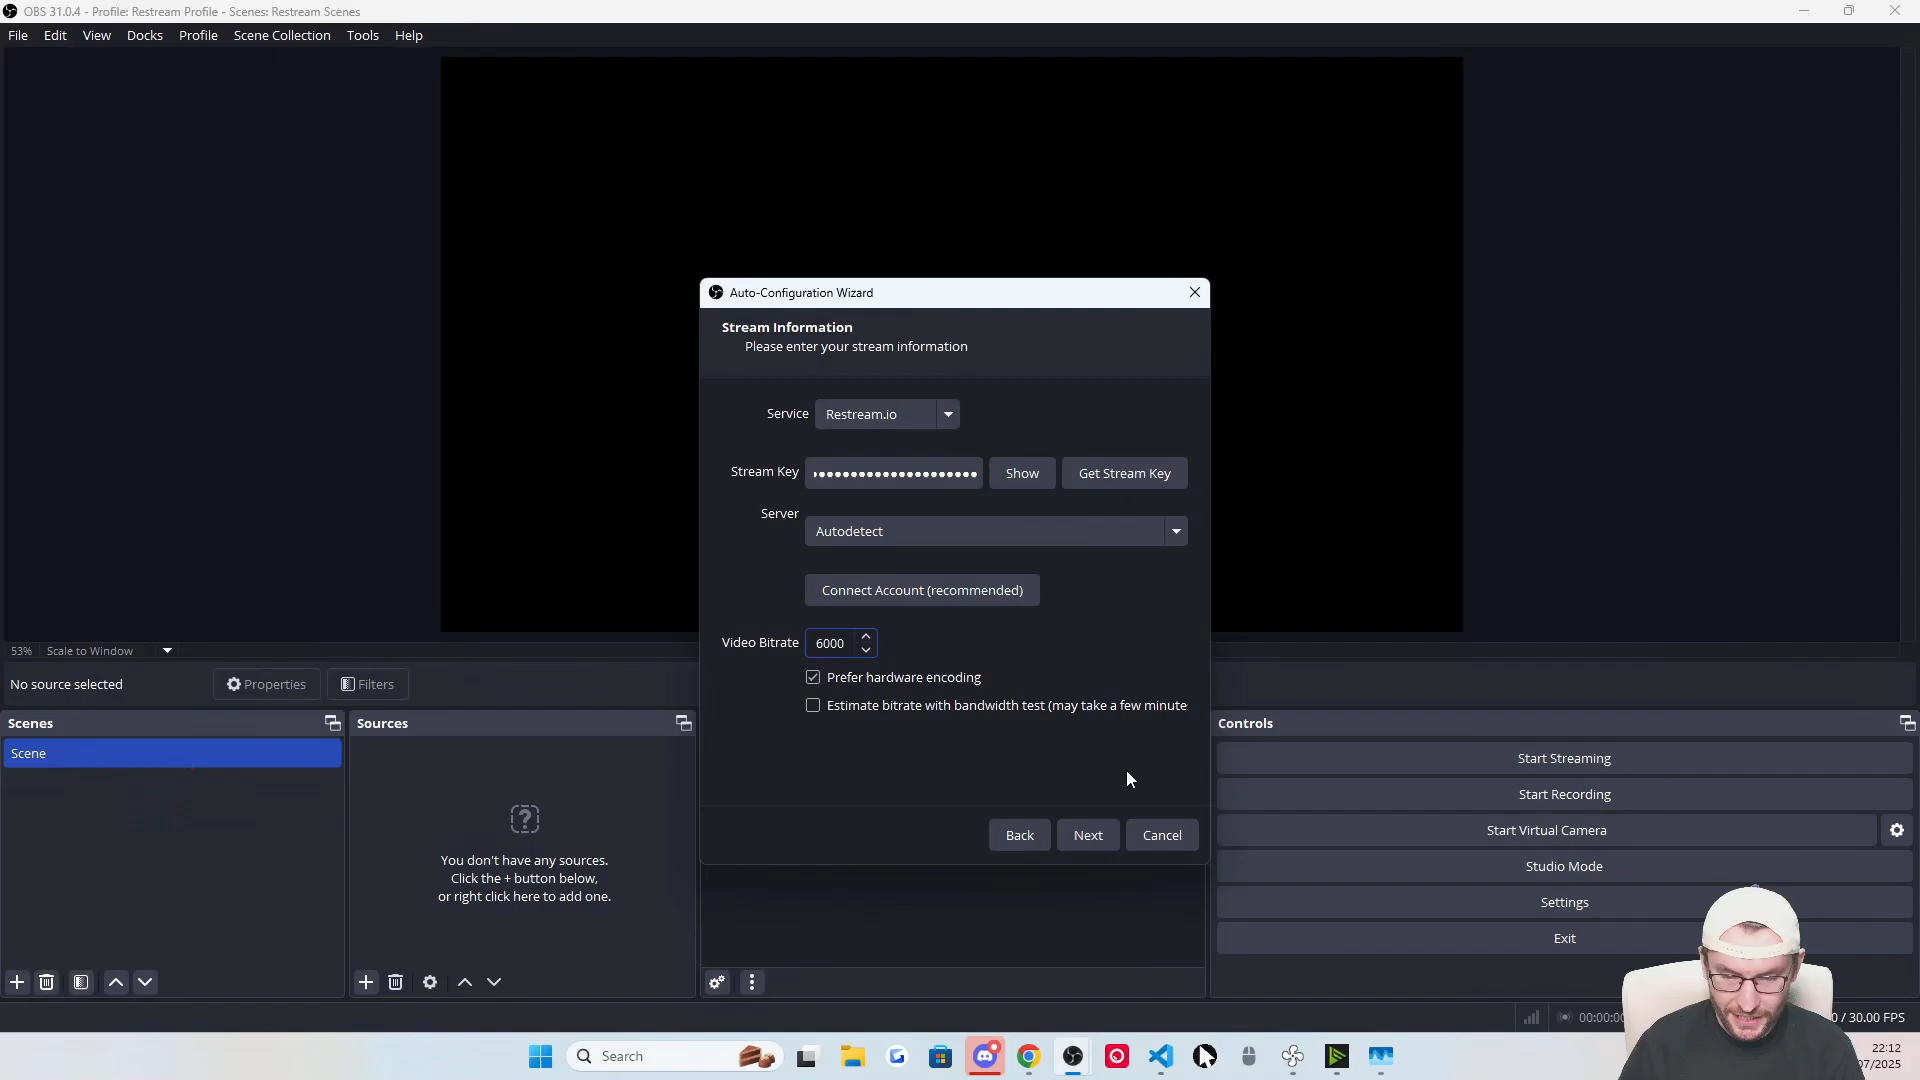 OBS 31.0.4 - Profile: Restream Profile - Scenes: Restream Scenes
File Edit View Docks Profile Scene Collection Tools Help
Auto-Configuration Wizard
Stream Information
Please enter your stream information
Service Restream.io
Stream Key Show Get Stream Key
Server
Autodetect
Connect Account (recommended)
Video Bitrate 6000
Prefer hardware encoding
Estimate bitrate with bandwidth test (may take a few minute
Back Next Cancel
53% Scale to Window
No source selected Properties Filters
Scenes
Scene
Sources
You don't have any sources.
Click the + button below,
or right click here to add one.
Controls
Start Streaming
Start Recording
Start Virtual Camera
Studio Mode
Settings
Exit
00:00:00
/ 30.00 FPS
Search
22:12
07/2025